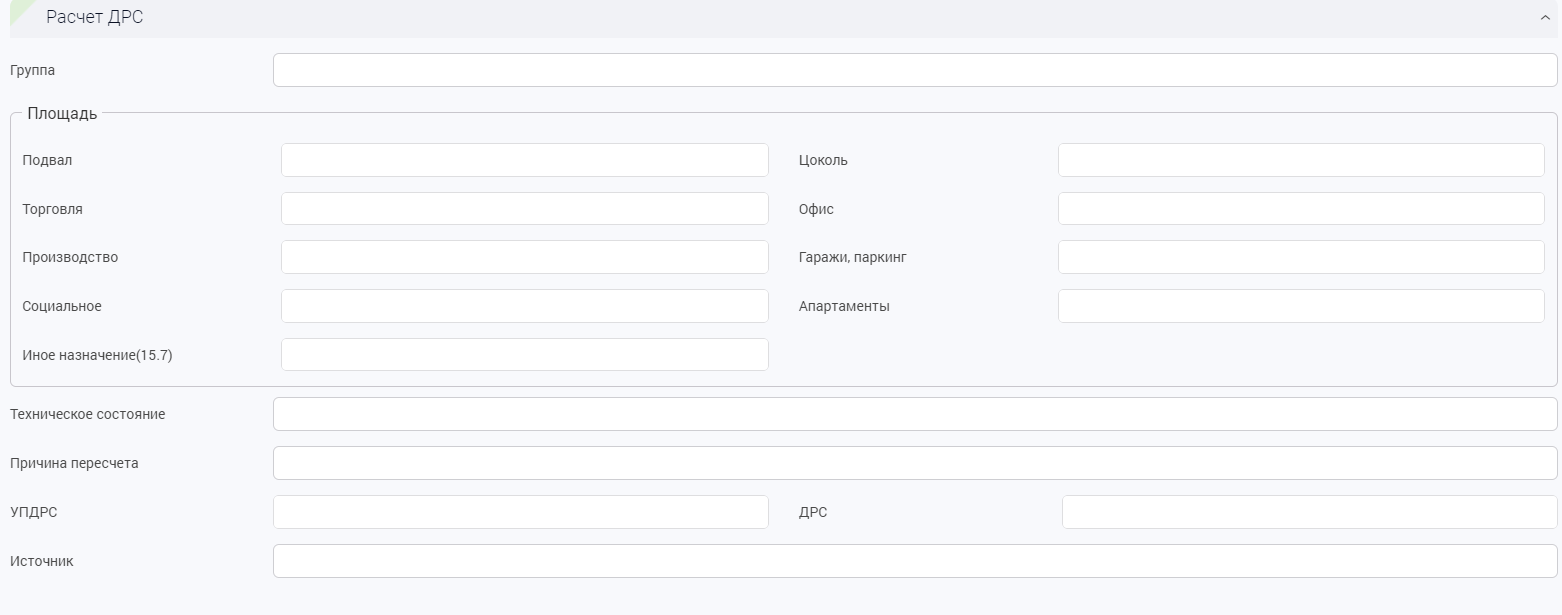 Расчет ДРС
Группа
Площадь
Подвал
Цоколь
Торговля
Офис
Производство
Гаражи, паркинг
Социальное
Апартаменты
Иное назначение(15.7)
Техническое состояние
Причина пересчета
УПДРС
ДРС
Источник